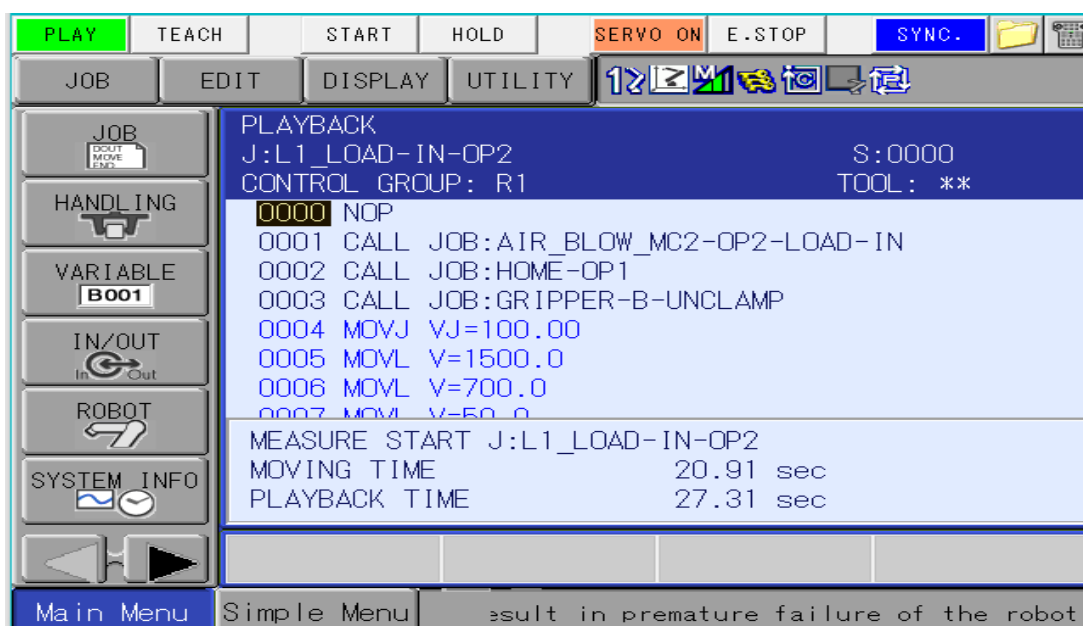 PLAY TEACH START HOLD SERVO ON E.STOP SYNC.
JOB EDIT DISPLAY UTILITY
JOB
DOUT
MOVE
END
HANDLING
VARIABLE
B001
IN/OUT
In Out
ROBOT
SYSTEM INFO
PLAYBACK
J:L1_LOAD-IN-OP2 S:0000
CONTROL GROUP: R1 TOOL: **
0000 NOP
0001 CALL JOB:AIR_BLOW_MC2-OP2-LOAD-IN
0002 CALL JOB:HOME-OP1
0003 CALL JOB:GRIPPER-B-UNCLAMP
0004 MOVJ VJ=100.00
0005 MOVL V=1500.0
0006 MOVL V=700.0
0007 MOVL V=50.0
MEASURE START J:L1_LOAD-IN-OP2
MOVING TIME 20.91 sec
PLAYBACK TIME 27.31 sec
Main Menu Simple Menu esult in premature failure of the robot